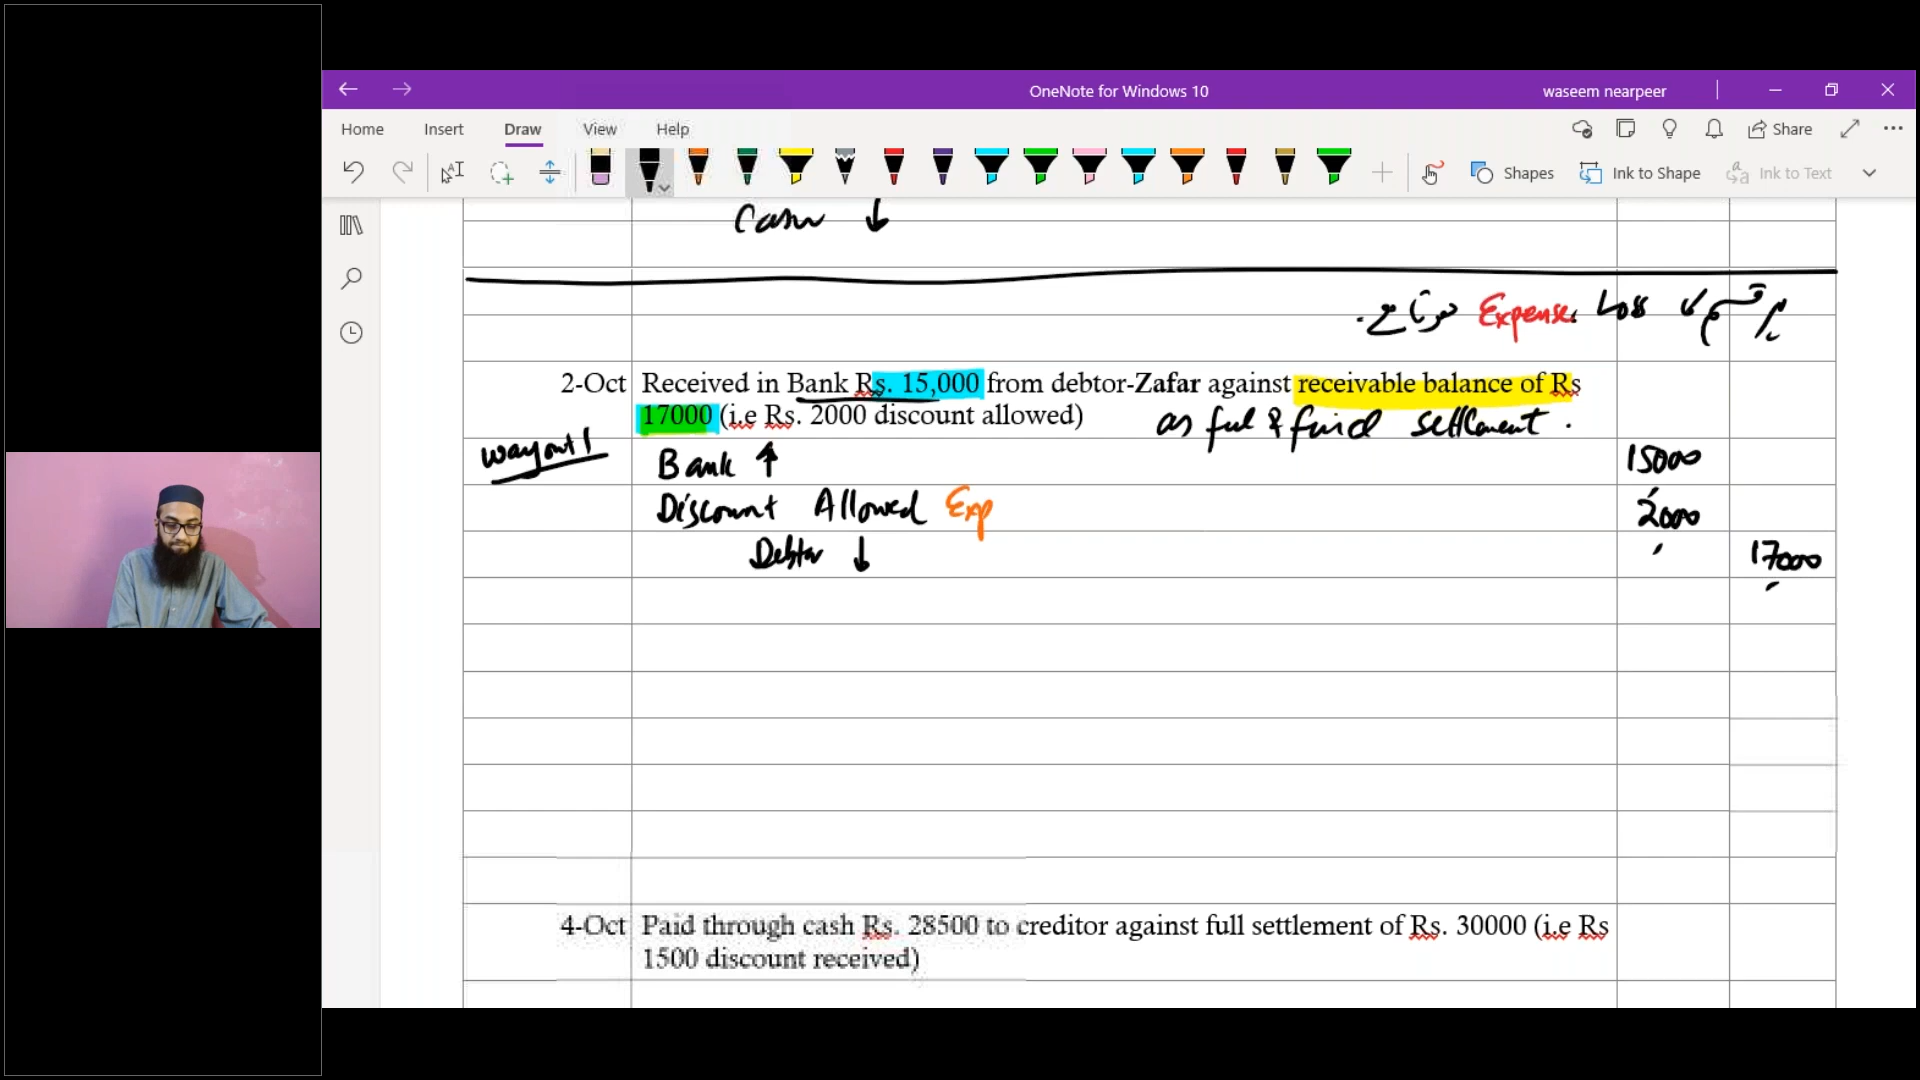 OneNote for Windows 10
waseem nearpeer
Home Insert Draw View Help
Share
Shapes Ink to Shape Ink to Text
Cash ↓
Expense. Loss
2-Oct Received in Bank Rs. 15,000 from debtor-Zafar against receivable balance of Rs
17000 (i.e Rs. 2000 discount allowed)
as full & final settlement.
wayout 1
Bank ↑ 15000
Discount Allowed Exp 2000
Debtor ↓ 17000
4-Oct Paid through cash Rs. 28500 to creditor against full settlement of Rs. 30000 (i.e Rs
1500 discount received)